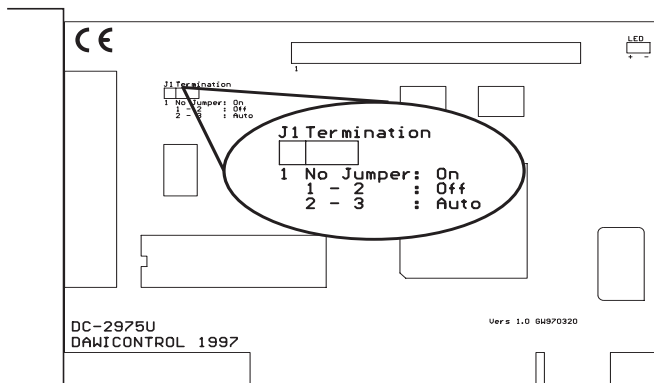 CE
LED
+ -
1
J1 Termination
1 No Jumper: On
1 - 2 : Off
2 - 3 : Auto
J1 Termination
1 No Jumper: On
1 - 2 : Off
2 - 3 : Auto
Vers 1.0 GW970320
DC-2975U
DAWICONTROL 1997